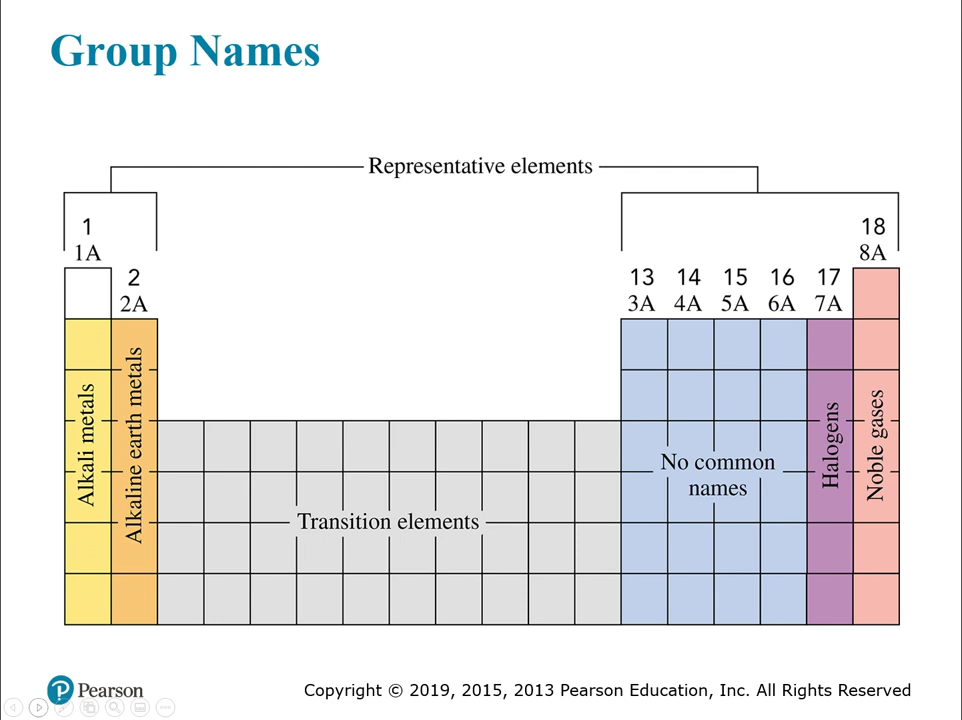 Group Names
Representative elements
1
1A
18
8A
2
2A
13 14 15 16 17
3A 4A 5A 6A 7A
Alkali metals
Alkaline earth metals
Transition elements
No common
names
Halogens
Noble gases
P Pearson
Copyright © 2019, 2015, 2013 Pearson Education, Inc. All Rights Reserved